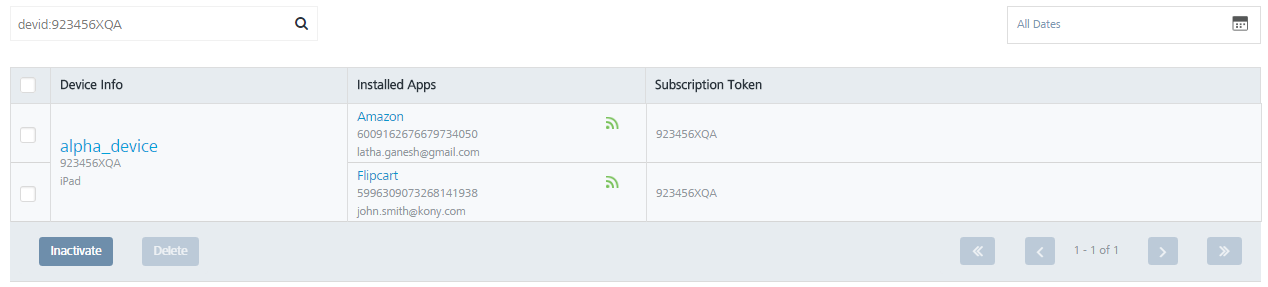 devid:923456XQA
All Dates
Device Info
Installed Apps
Subscription Token
alpha_device
923456XQA
iPad
Amazon
6009162676679734050
latha.ganesh@gmail.com
923456XQA
Flipcart
5996309073268141938
john.smith@kony.com
923456XQA
Inactivate
Delete
1 - 1 of 1